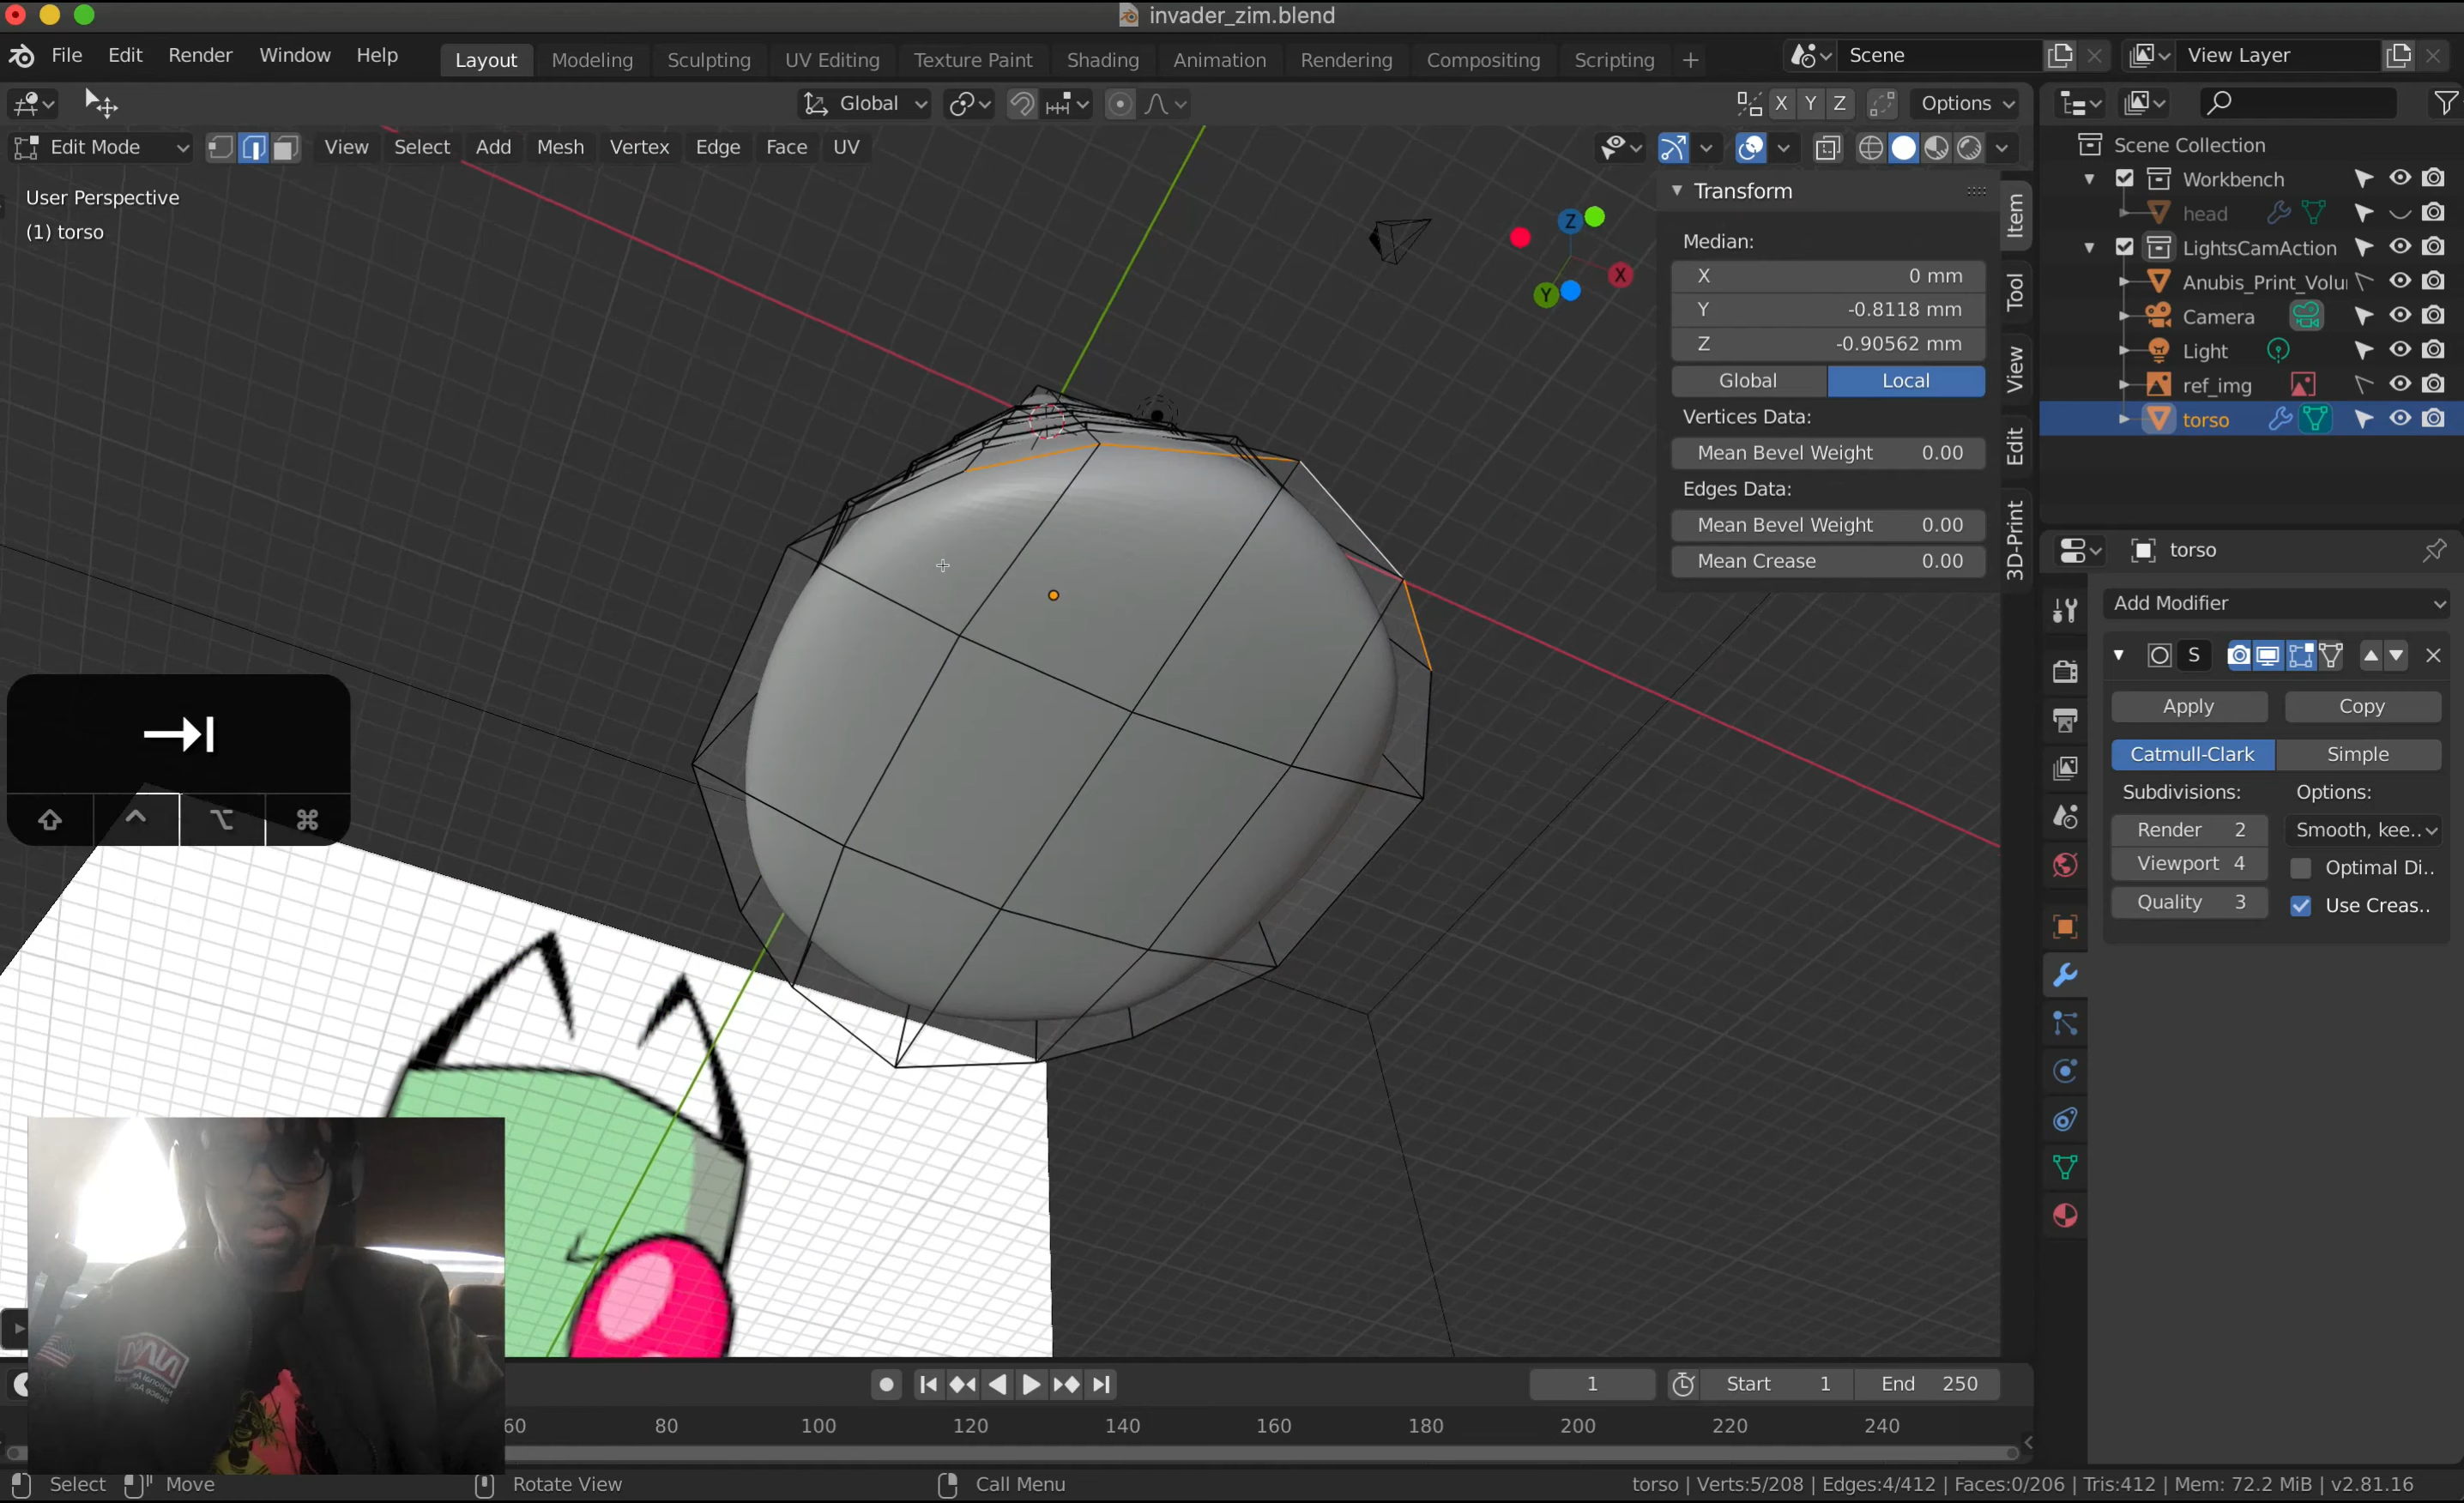 invader_zim.blend
File Edit Render Window Help Layout Modeling Sculpting UV Editing Texture Paint Shading Animation Rendering Compositing Scripting + Scene View Layer
Global X Y Z Options
Edit Mode View Select Add Mesh Vertex Edge Face UV
User Perspective
(1) torso
Z
X
Y
Transform
Median:
X 0 mm
Y -0.8118 mm
Z -0.90562 mm
Global Local
Vertices Data:
Mean Bevel Weight 0.00
Edges Data:
Mean Bevel Weight 0.00
Mean Crease 0.00
Item
Tool
View
Edit
3D-Print
Scene Collection
Workbench
head
LightsCamAction
Anubis_Print_Volu
Camera
Light
ref_img
torso
torso
Add Modifier
S
Apply Copy
Catmull-Clark Simple
Subdivisions: Options:
Render 2 Smooth, kee..
Viewport 4 Optimal Di..
Quality 3 Use Creas..
1 Start 1 End 250
60 80 100 120 140 160 180 200 220 240
Select Move Rotate View Call Menu torso | Verts:5/208 | Edges:4/412 | Faces:0/206 | Tris:412 | Mem: 72.2 MiB | v2.81.16